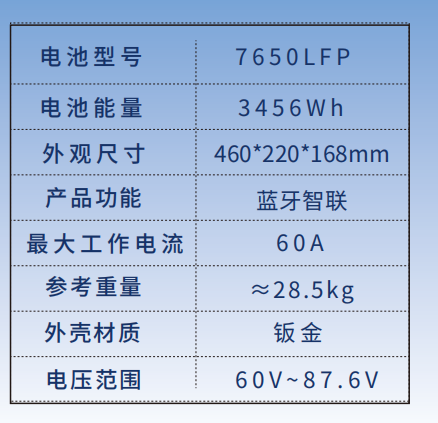 电池型号 7650LFP
电池能量 3456Wh
外观尺寸 460*220*168mm
产品功能 蓝牙智联
最大工作电流 60A
参考重量 ≈28.5kg
外壳材质 钣金
电压范围 60V~87.6V